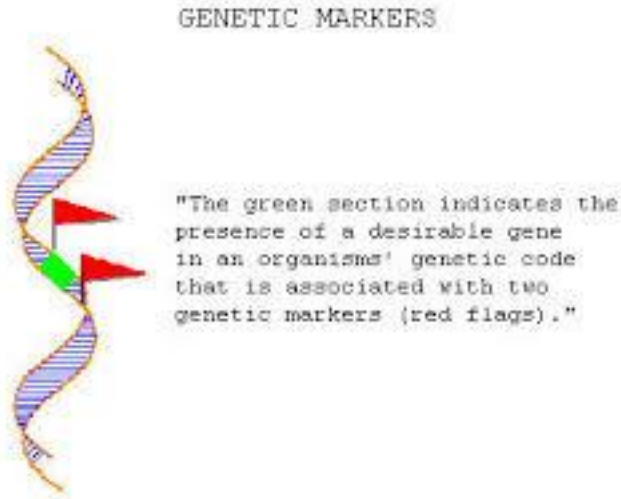 GENETIC MARKERS
"The green section indicates the
presence of a desirable gene
in an organisms' genetic code
that is associated with two
genetic markers (red flags)."